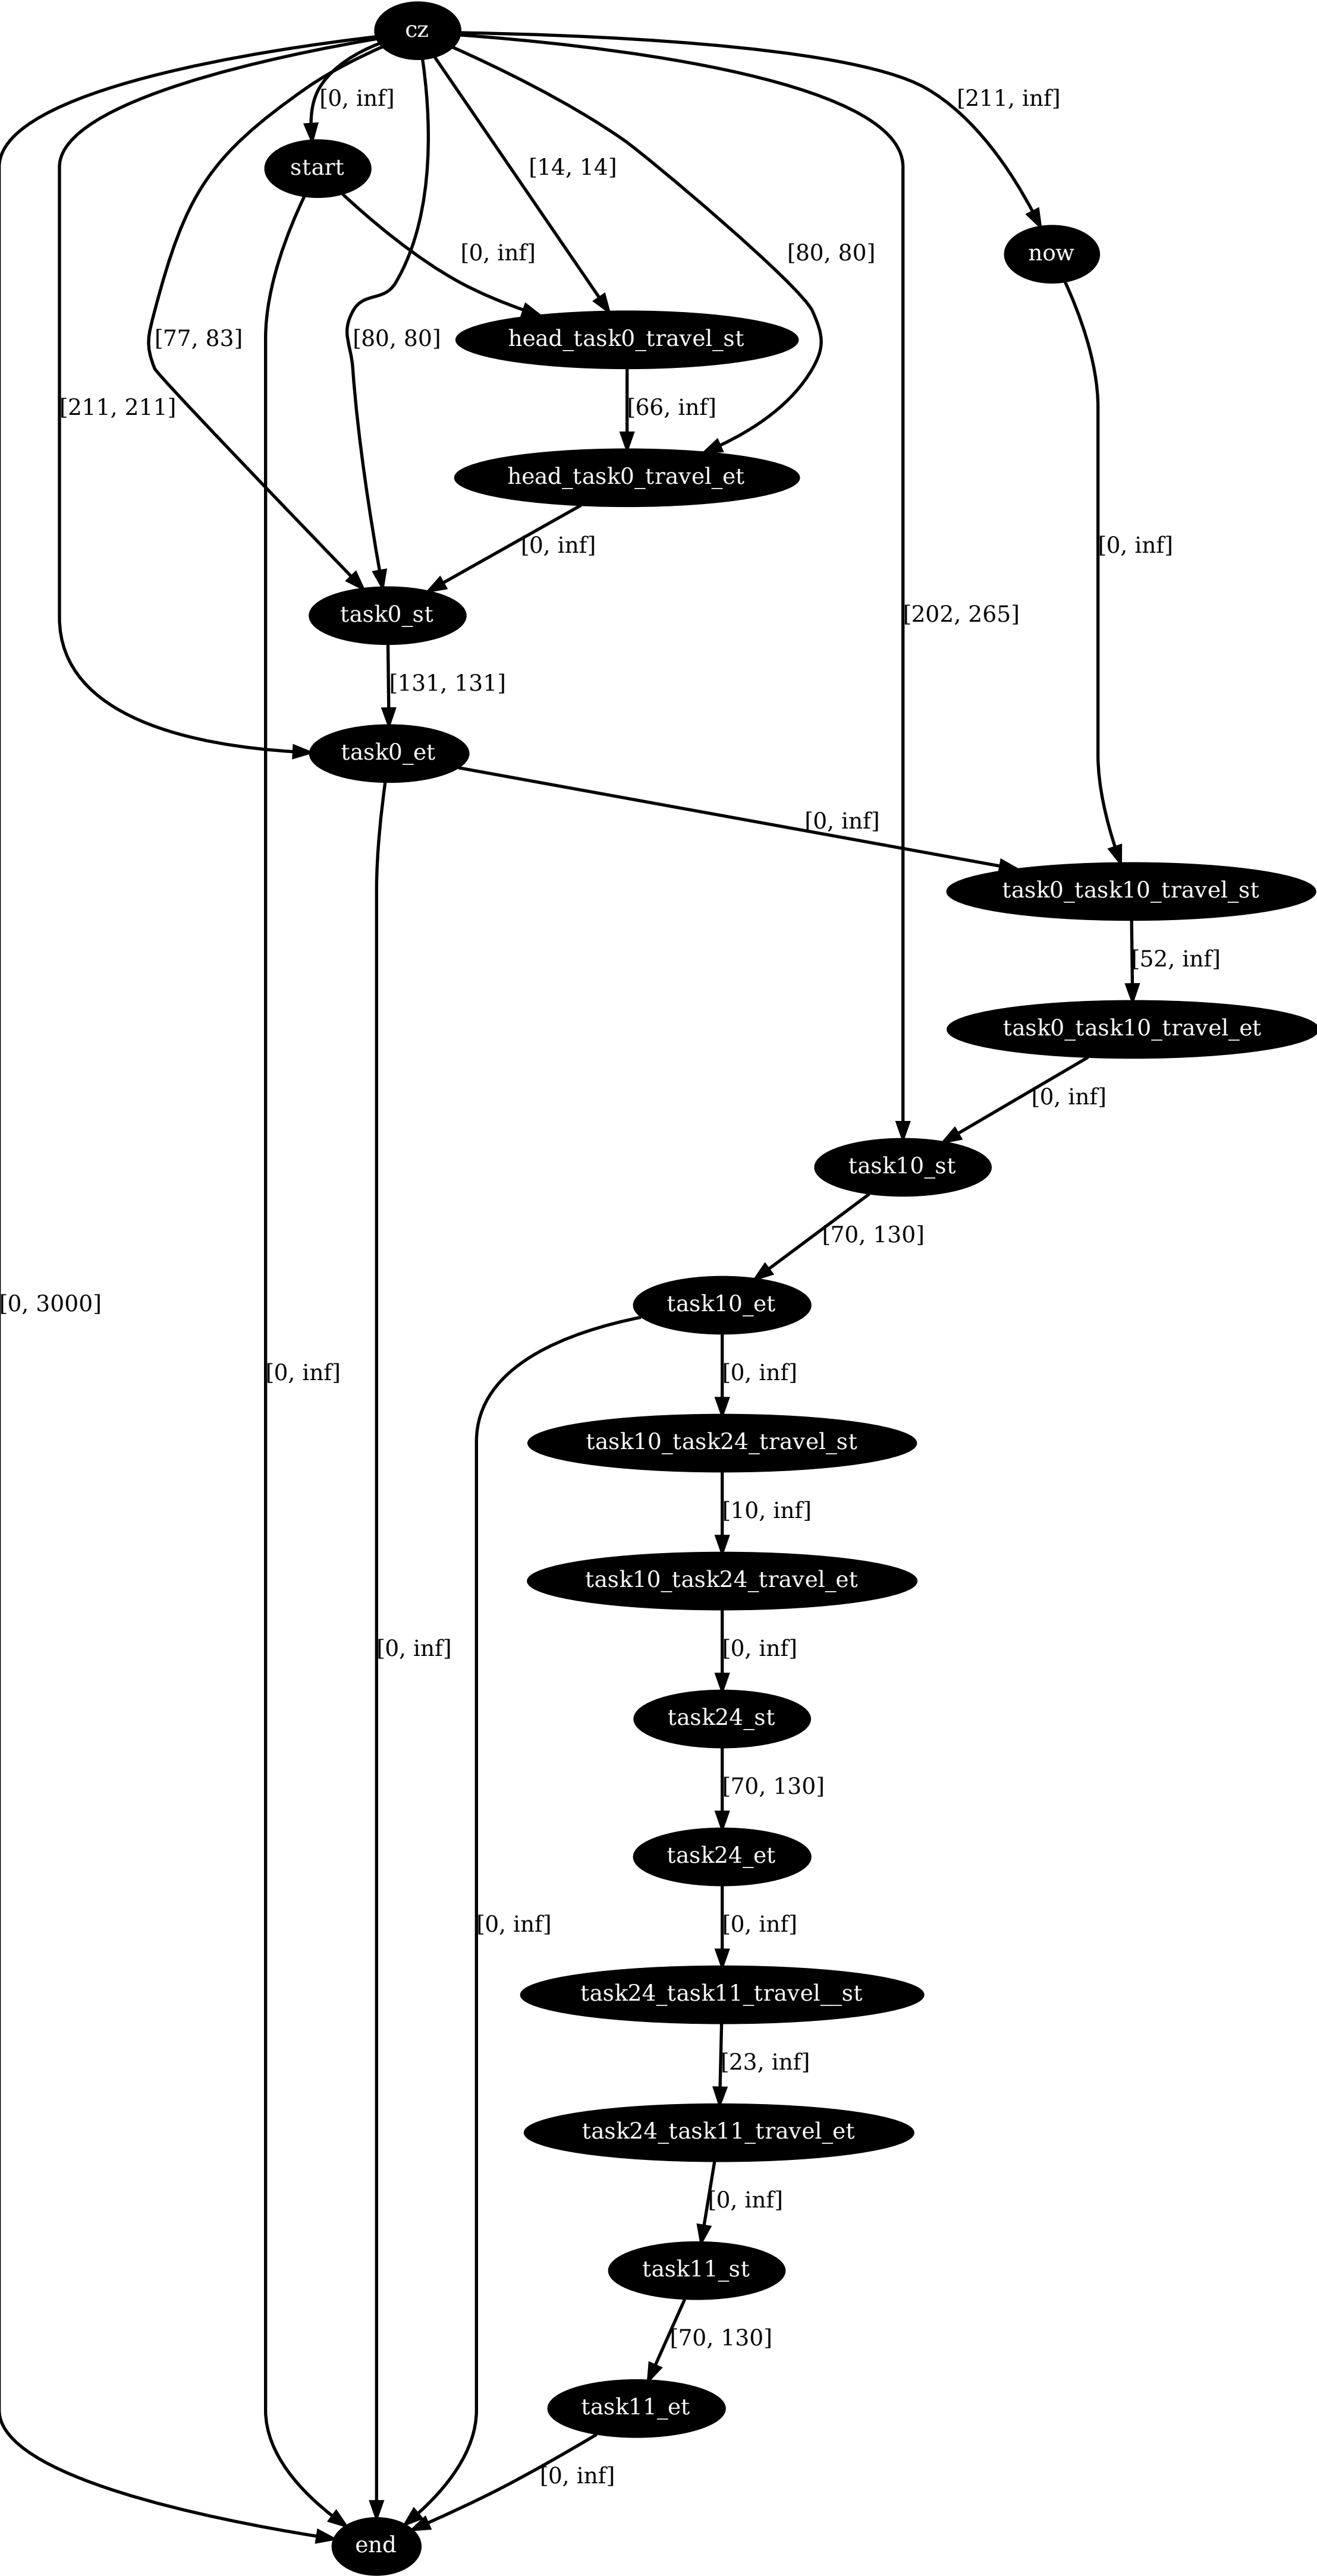 cz
[0, inf]
[211, inf]
start
[14, 14]
now
[0, inf]
[80, 80]
head_task0_travel_st
[77, 83]
[80, 80]
[211, 211]
[66, inf]
head_task0_travel_et
[0, inf]
[0, inf]
task0_st
[202, 265]
[131, 131]
task0_et
[0, inf]
task0_task10_travel_st
[52, inf]
task0_task10_travel_et
[0, inf]
task10_st
[70, 130]
task10_et
[0, 3000]
[0, inf]
[0, inf]
task10_task24_travel_st
[10, inf]
task10_task24_travel_et
[0, inf]
[0, inf]
task24_st
[70, 130]
task24_et
[0, inf]
[0, inf]
task24_task11_travel__st
[23, inf]
task24_task11_travel_et
[0, inf]
task11_st
[70, 130]
task11_et
[0, inf]
end